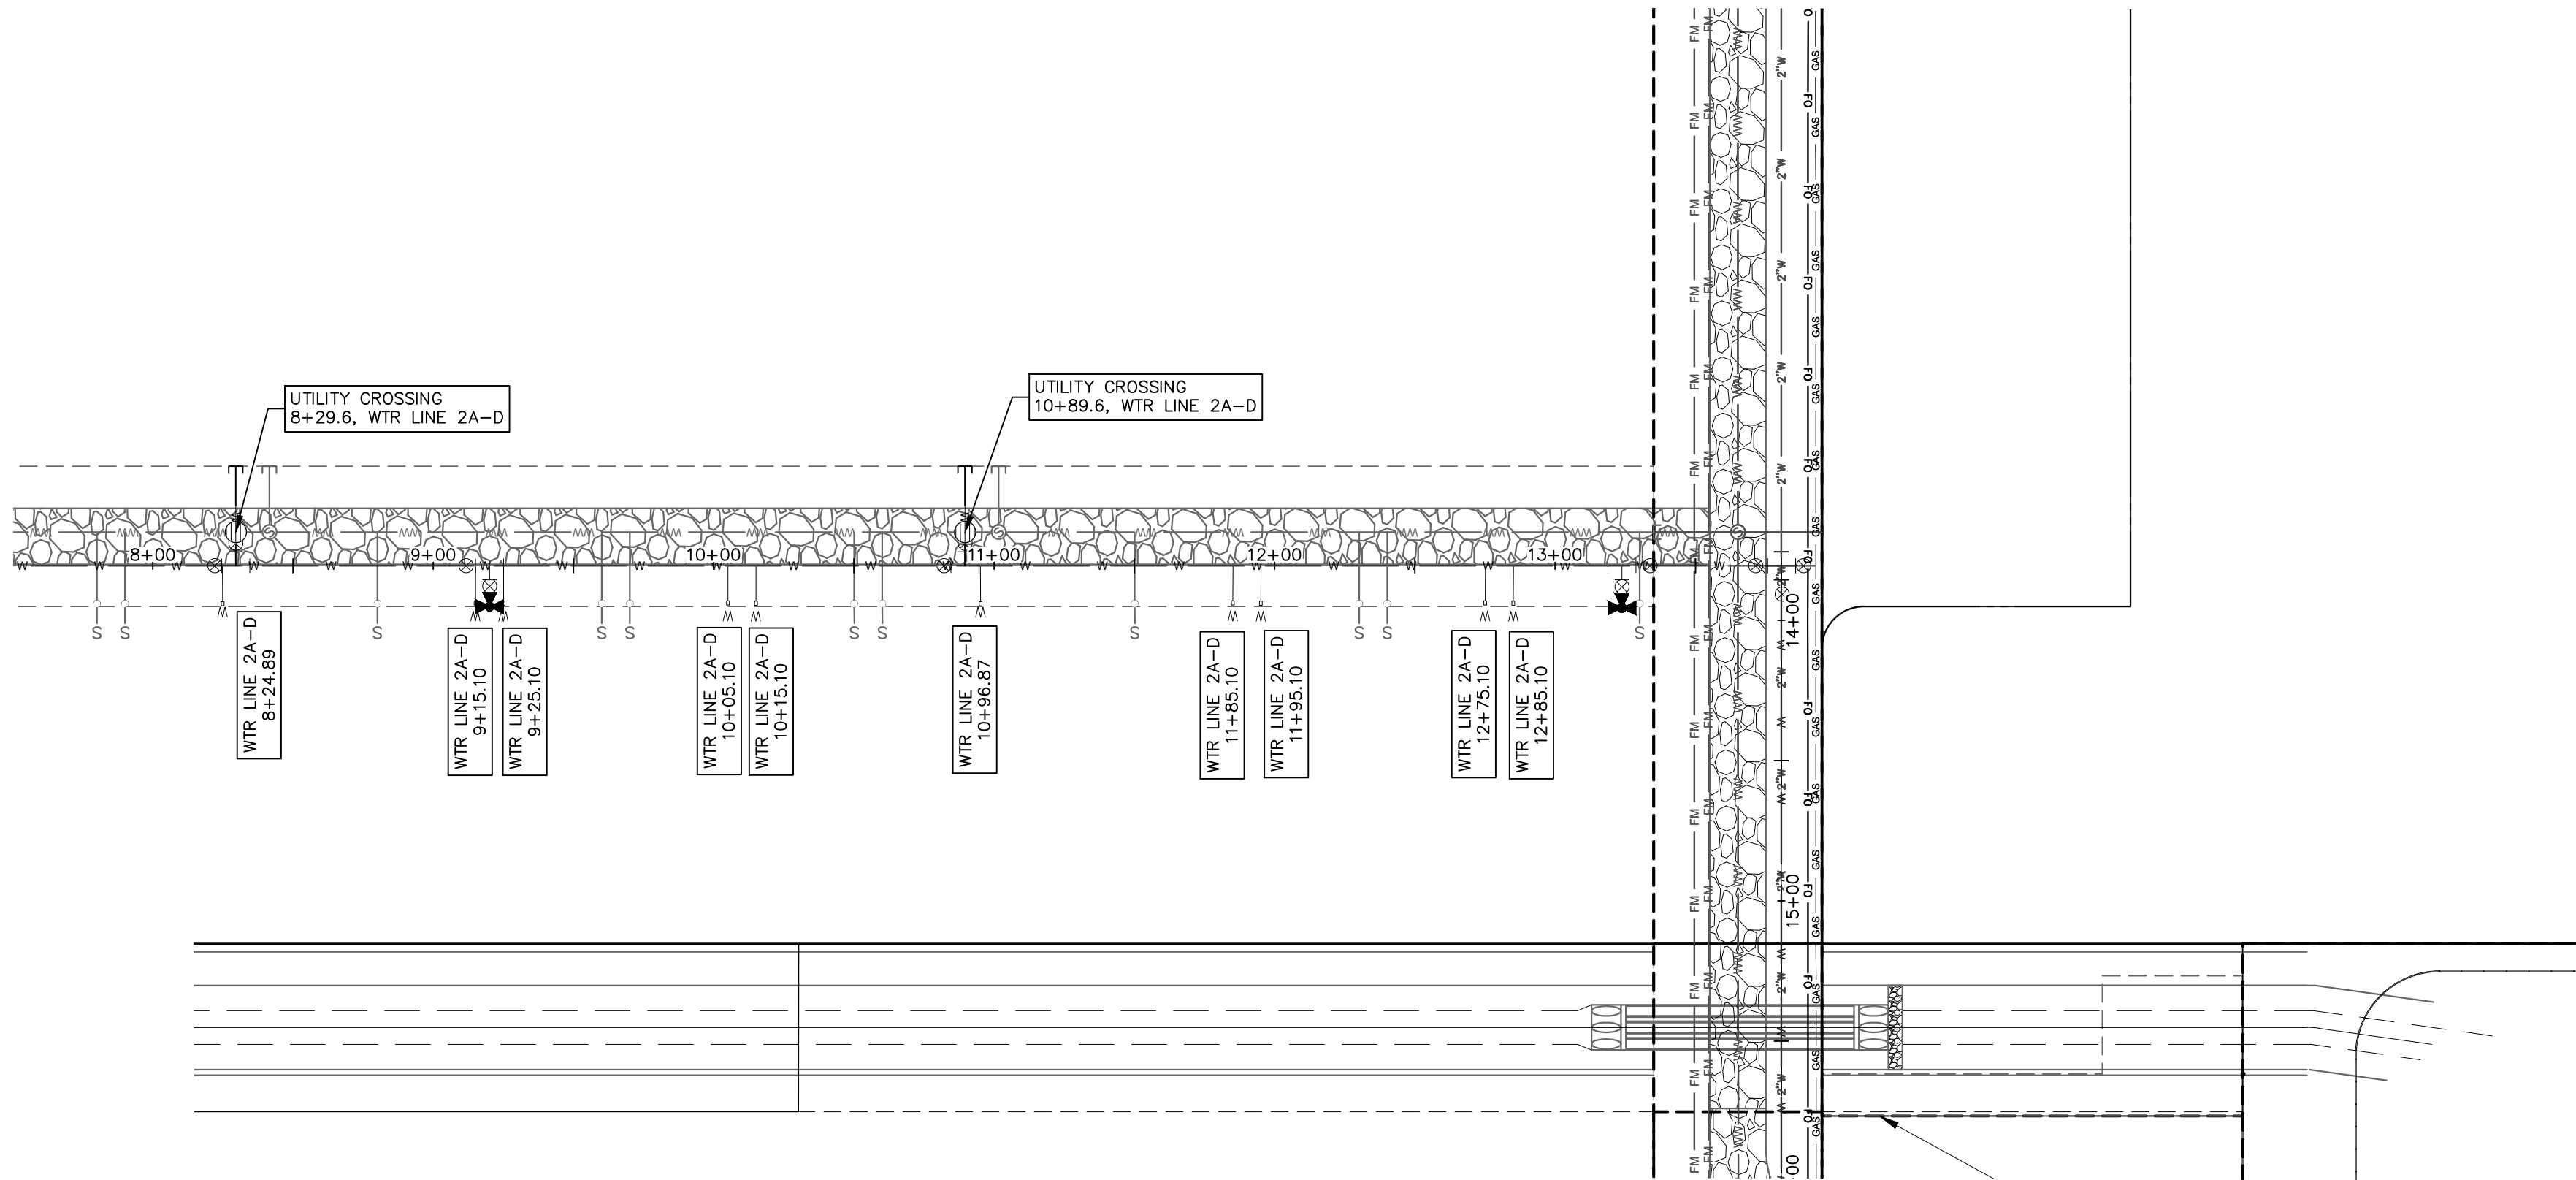 UTILITY CROSSING
8+29.6, WTR LINE 2A-D
UTILITY CROSSING
10+89.6, WTR LINE 2A-D
8+00
9+00
10+00
11+00
12+00
13+00
S S S S S S S S S S S
WTR LINE 2A-D
8+24.89
WTR LINE 2A-D
9+15.10
WTR LINE 2A-D
9+25.10
WTR LINE 2A-D
10+05.10
WTR LINE 2A-D
10+15.10
WTR LINE 2A-D
10+96.87
WTR LINE 2A-D
11+85.10
WTR LINE 2A-D
11+95.10
WTR LINE 2A-D
12+75.10
WTR LINE 2A-D
12+85.10
14+00
15+00
00
FM
FM
2"W
FO
GAS
W